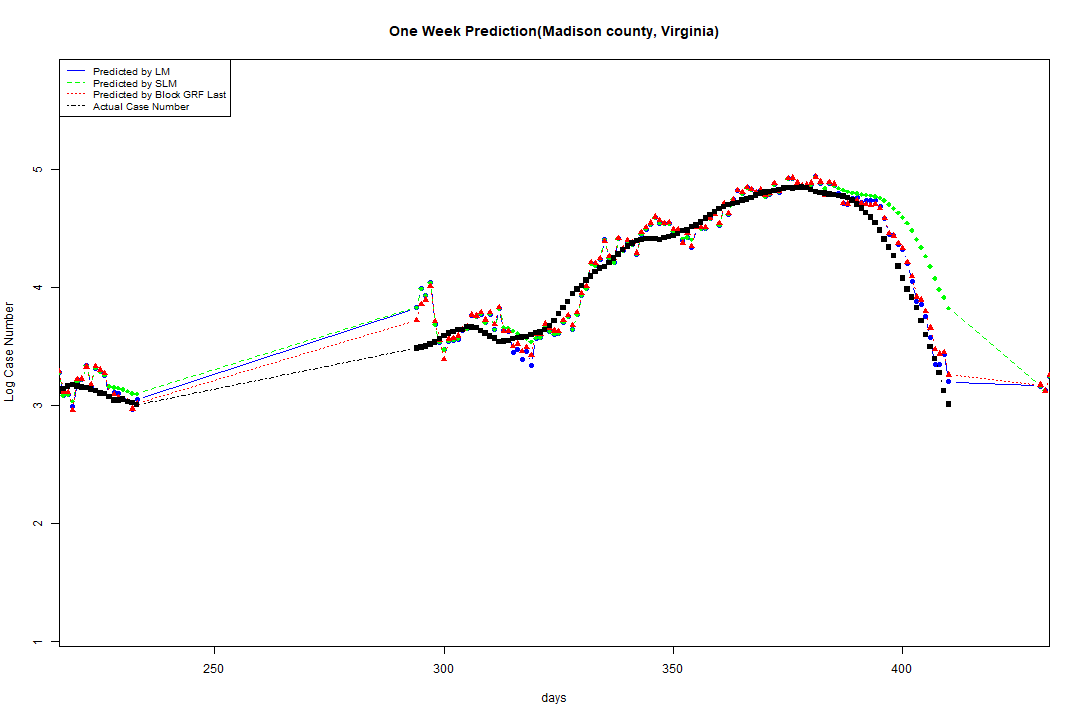 One Week Prediction(Madison county, Virginia)
Predicted by LM
Predicted by SLM
Predicted by Block GRF Last
Actual Case Number
5
4
3
2
1
Log Case Number
250 300 350 400
days